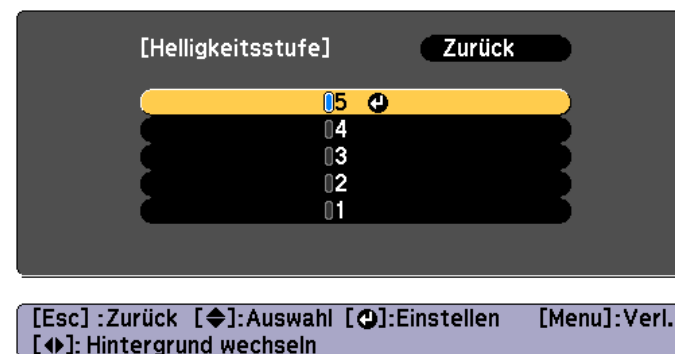 [Helligkeitsstufe] Zurück
5
4
3
2
1
[Esc] :Zurück [◆]:Auswahl [↵]:Einstellen [Menu]:Verl.
[◆]: Hintergrund wechseln